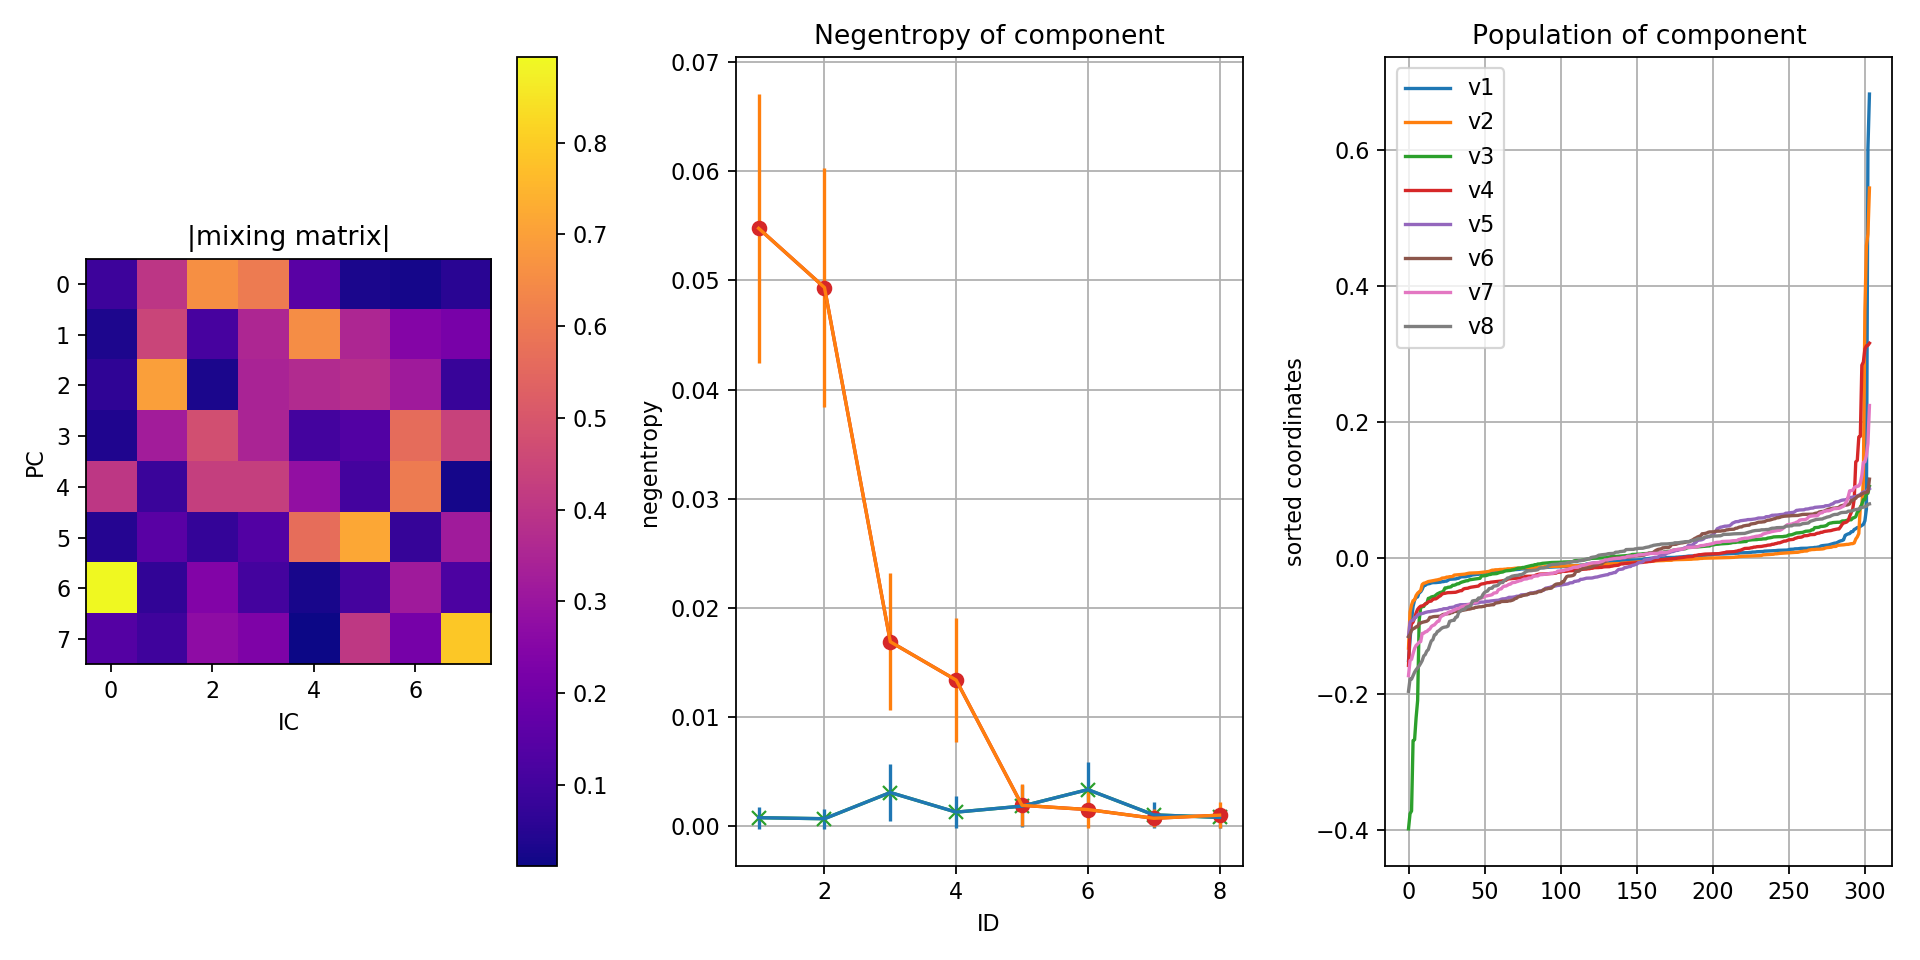 |mixing matrix|
PC
0
1
2
3
4
5
6
7
0 2 4 6
IC
0.8
0.7
0.6
0.5
0.4
0.3
0.2
0.1
Negentropy of component
negentropy
0.07
0.06
0.05
0.04
0.03
0.02
0.01
0.00
2 4 6 8
ID
Population of component
sorted coordinates
0.6
0.4
0.2
0.0
−0.2
−0.4
v1
v2
v3
v4
v5
v6
v7
v8
0 50 100 150 200 250 300